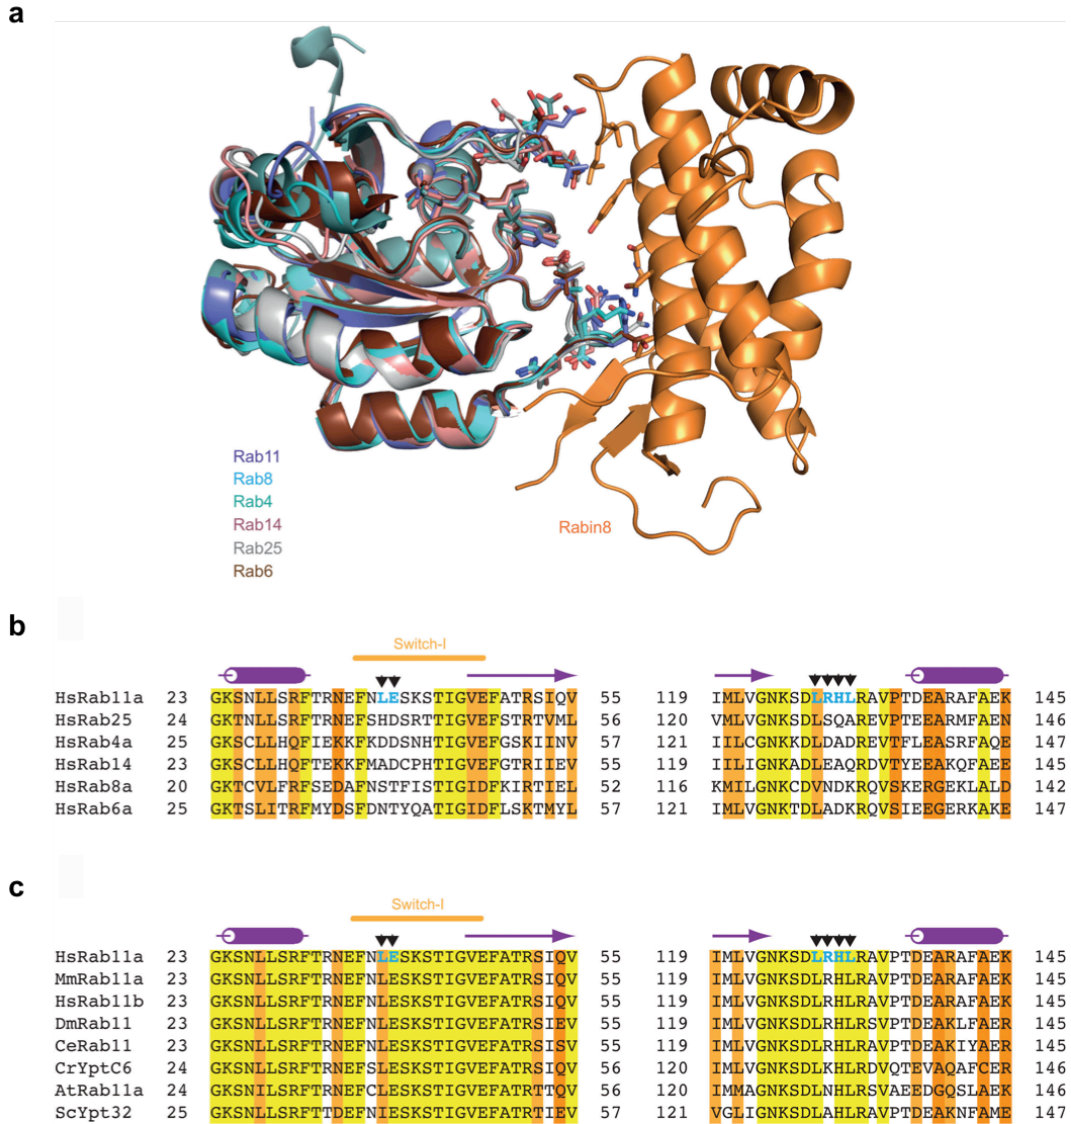 a
Rab11
Rab8
Rab4
Rab14
Rab25
Rab6
Rabin8
b
Switch-I
HsRab11a 23 GKSNLLSRFTRNEFNLESKSTIGVEFATRSIQV 55 119 IMLVGNKSDLRHLRAVPTDEARAFAEK 145
HsRab25 24 GKTNLLSRFTRNEFSHDSRTTIGVEFSTRTVML 56 120 VMLVGNKSDLSQAREVPTEEARMFAEN 146
HsRab4a 25 GKSCLLHQFIEKKFKDDSNHTIGVEFGSKIINV 57 121 IILCGNKKDLDADREVTFLEASRFAQE 147
HsRab14 23 GKSCLLHQFTEKKFMADCPHTIGVEFGTRIIEV 55 119 IILIGNKADLEAQRDVTYEEAKQFAEE 145
HsRab8a 20 GKTCVLFRFSEDAFNSTFISTIGIDFKIRTIEL 52 116 KMILGNKCDVNDKRQVSKERGEKLALD 142
HsRab6a 25 GKTSLITRFMYDSFDNTYQATIGIDFLSKTMYL 57 121 IMLVGNKTDLADKRQVSIEEGERKAKE 147
c
Switch-I
HsRab11a 23 GKSNLLSRFTRNEFNLESKSTIGVEFATRSIQV 55 119 IMLVGNKSDLRHLRAVPTDEARAFAEK 145
MmRab11a 23 GKSNLLSRFTRNEFNLESKSTIGVEFATRSIQV 55 119 IMLVGNKSDLRHLRAVPTDEARAFAEK 145
HsRab11b 23 GKSNLLSRFTRNEFNLESKSTIGVEFATRSIQV 55 119 IMLVGNKSDLRHLRAVPTDEARAFAEK 145
DmRab11 23 GKSNLLSRFTRNEFNLESKSTIGVEFATRSIEV 55 119 IMLVGNKSDLRHLRSVPTDEAKLFAER 145
CeRab11 23 GKSNLLSRFTRNEFNLESKSTIGVEFATRSISV 55 119 IMLVGNKSDLRHLRAVPTDEAKIYAER 145
CrYptC6 24 GKSNLLSRFTRNEFSLESKSTIGVEFATRSIQV 56 120 IMLVGNKSDLRHLRDVQTEVAQAFCER 146
AtRab11a 24 GKSNLLSRFTRNEFCLESKSTIGVEFATRTTQV 56 120 IMMAGNKSDLNHLRSVAEEDGQSLAEK 146
ScYpt32 25 GKSNLLSRFTTDEFNIESKSTIGVEFATRTIEV 57 121 VGLIGNKSDLAHLRAVPTDEAKNFAME 147